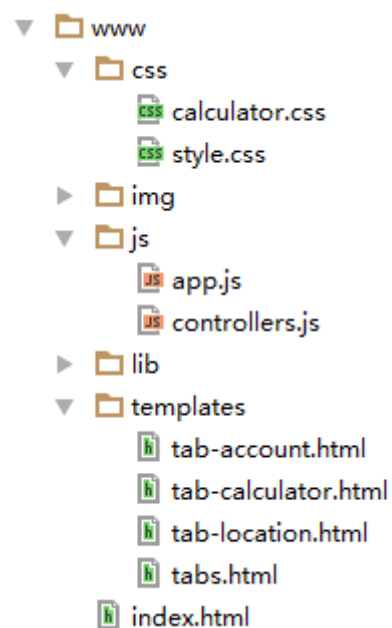 www
css
calculator.css
style.css
img
js
app.js
controllers.js
lib
templates
tab-account.html
tab-calculator.html
tab-location.html
tabs.html
index.html